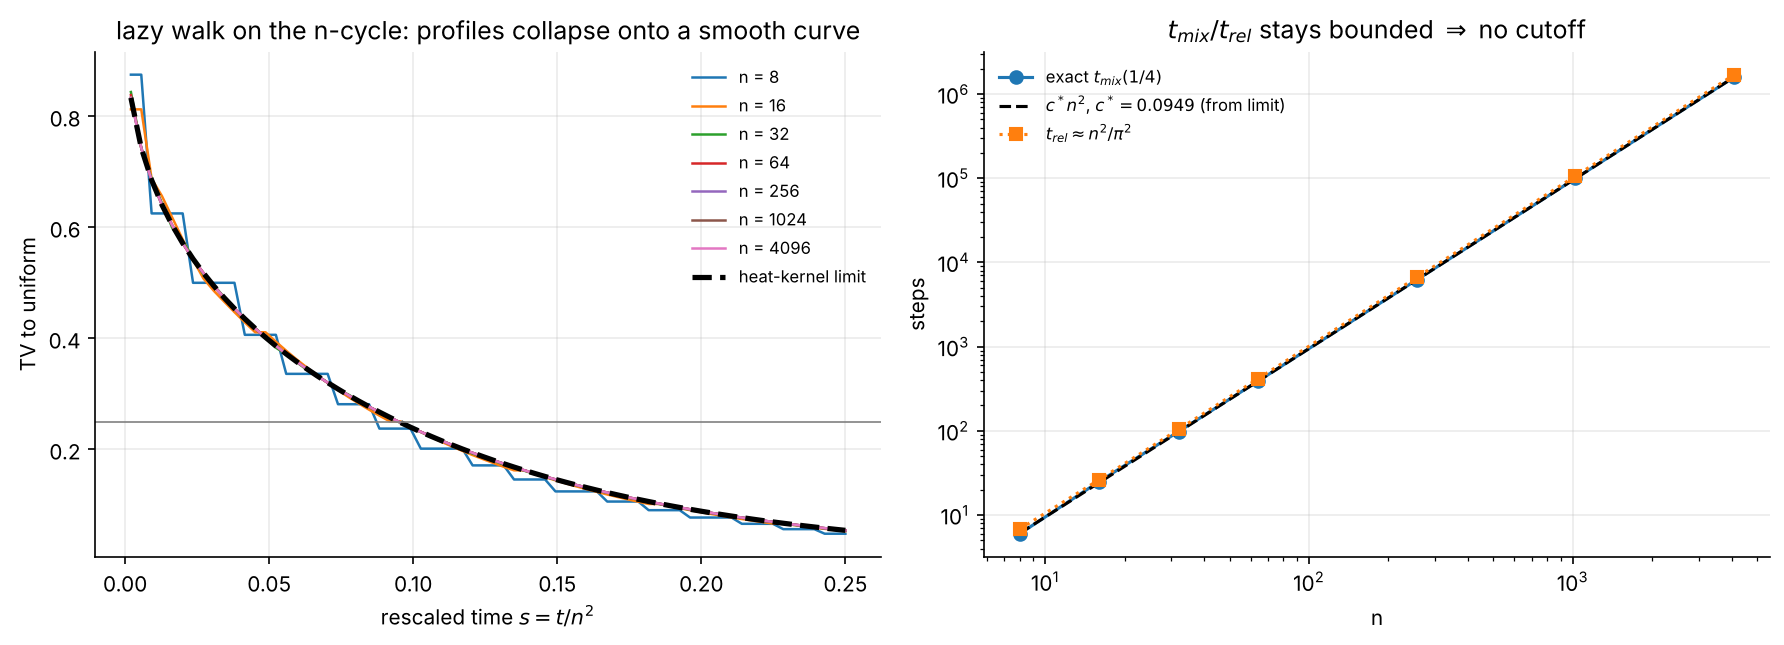 lazy walk on the n-cycle: profiles collapse onto a smooth curve
TV to uniform
0.8
0.6
0.4
0.2
0.00 0.05 0.10 0.15 0.20 0.25
rescaled time s = t/n²
n = 8
n = 16
n = 32
n = 64
n = 256
n = 1024
n = 4096
heat-kernel limit
t_mix/t_rel stays bounded ⇒ no cutoff
steps
10⁶
10⁵
10⁴
10³
10²
10¹
10¹ 10² 10³
n
exact t_mix(1/4)
c*n², c* = 0.0949 (from limit)
t_rel ≈ n²/π²